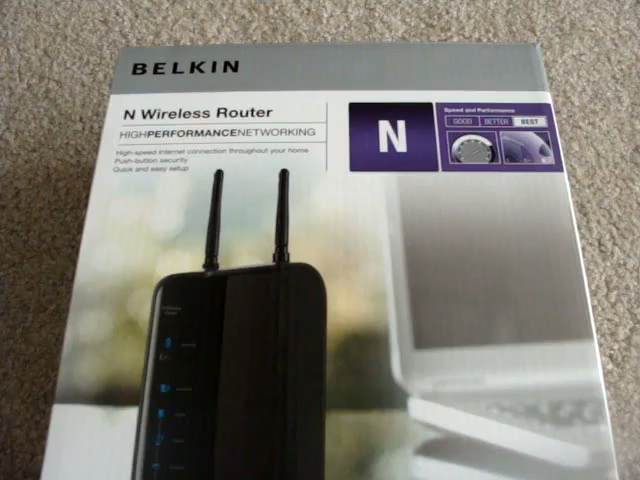 BELKIN
N Wireless Router
HIGHPERFORMANCENETWORKING
High-speed Internet connection throughout your home
Push-button security
Quick and easy setup
N
Speed and Performance
GOOD BETTER BEST